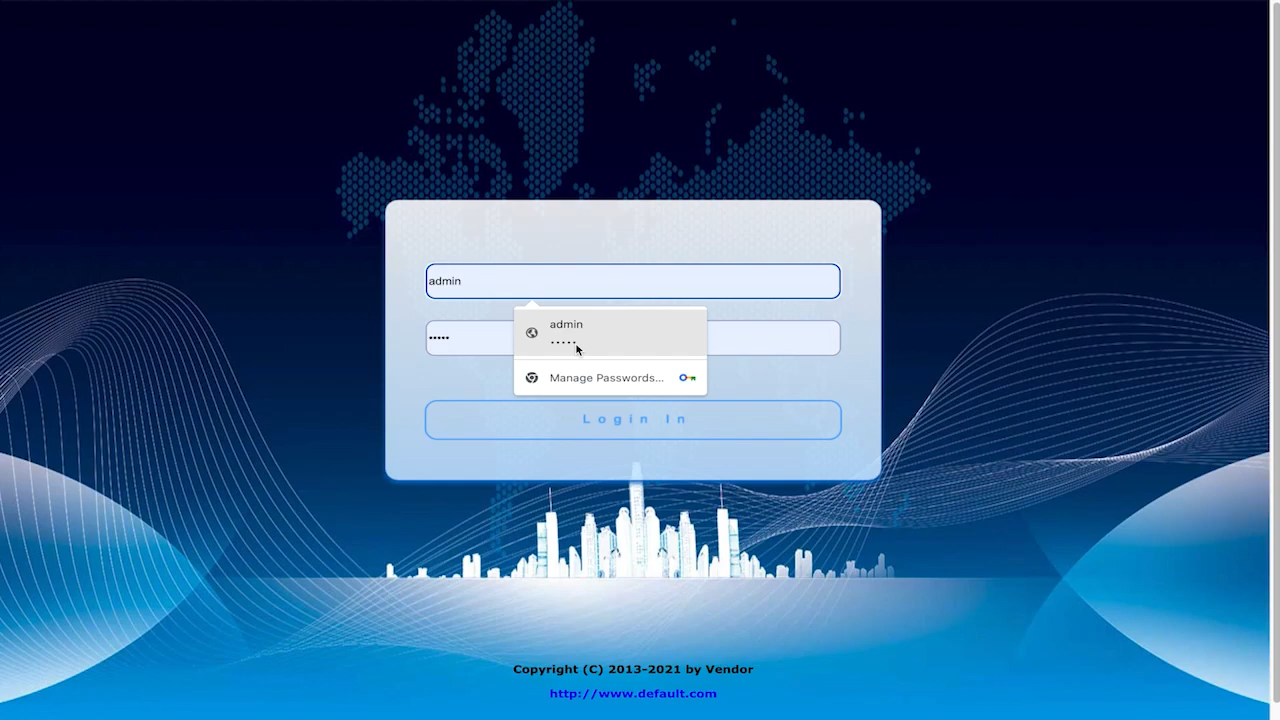 admin
admin
•••••
•••••
Manage Passwords...
Login In
Copyright (C) 2013-2021 by Vendor
http://www.default.com